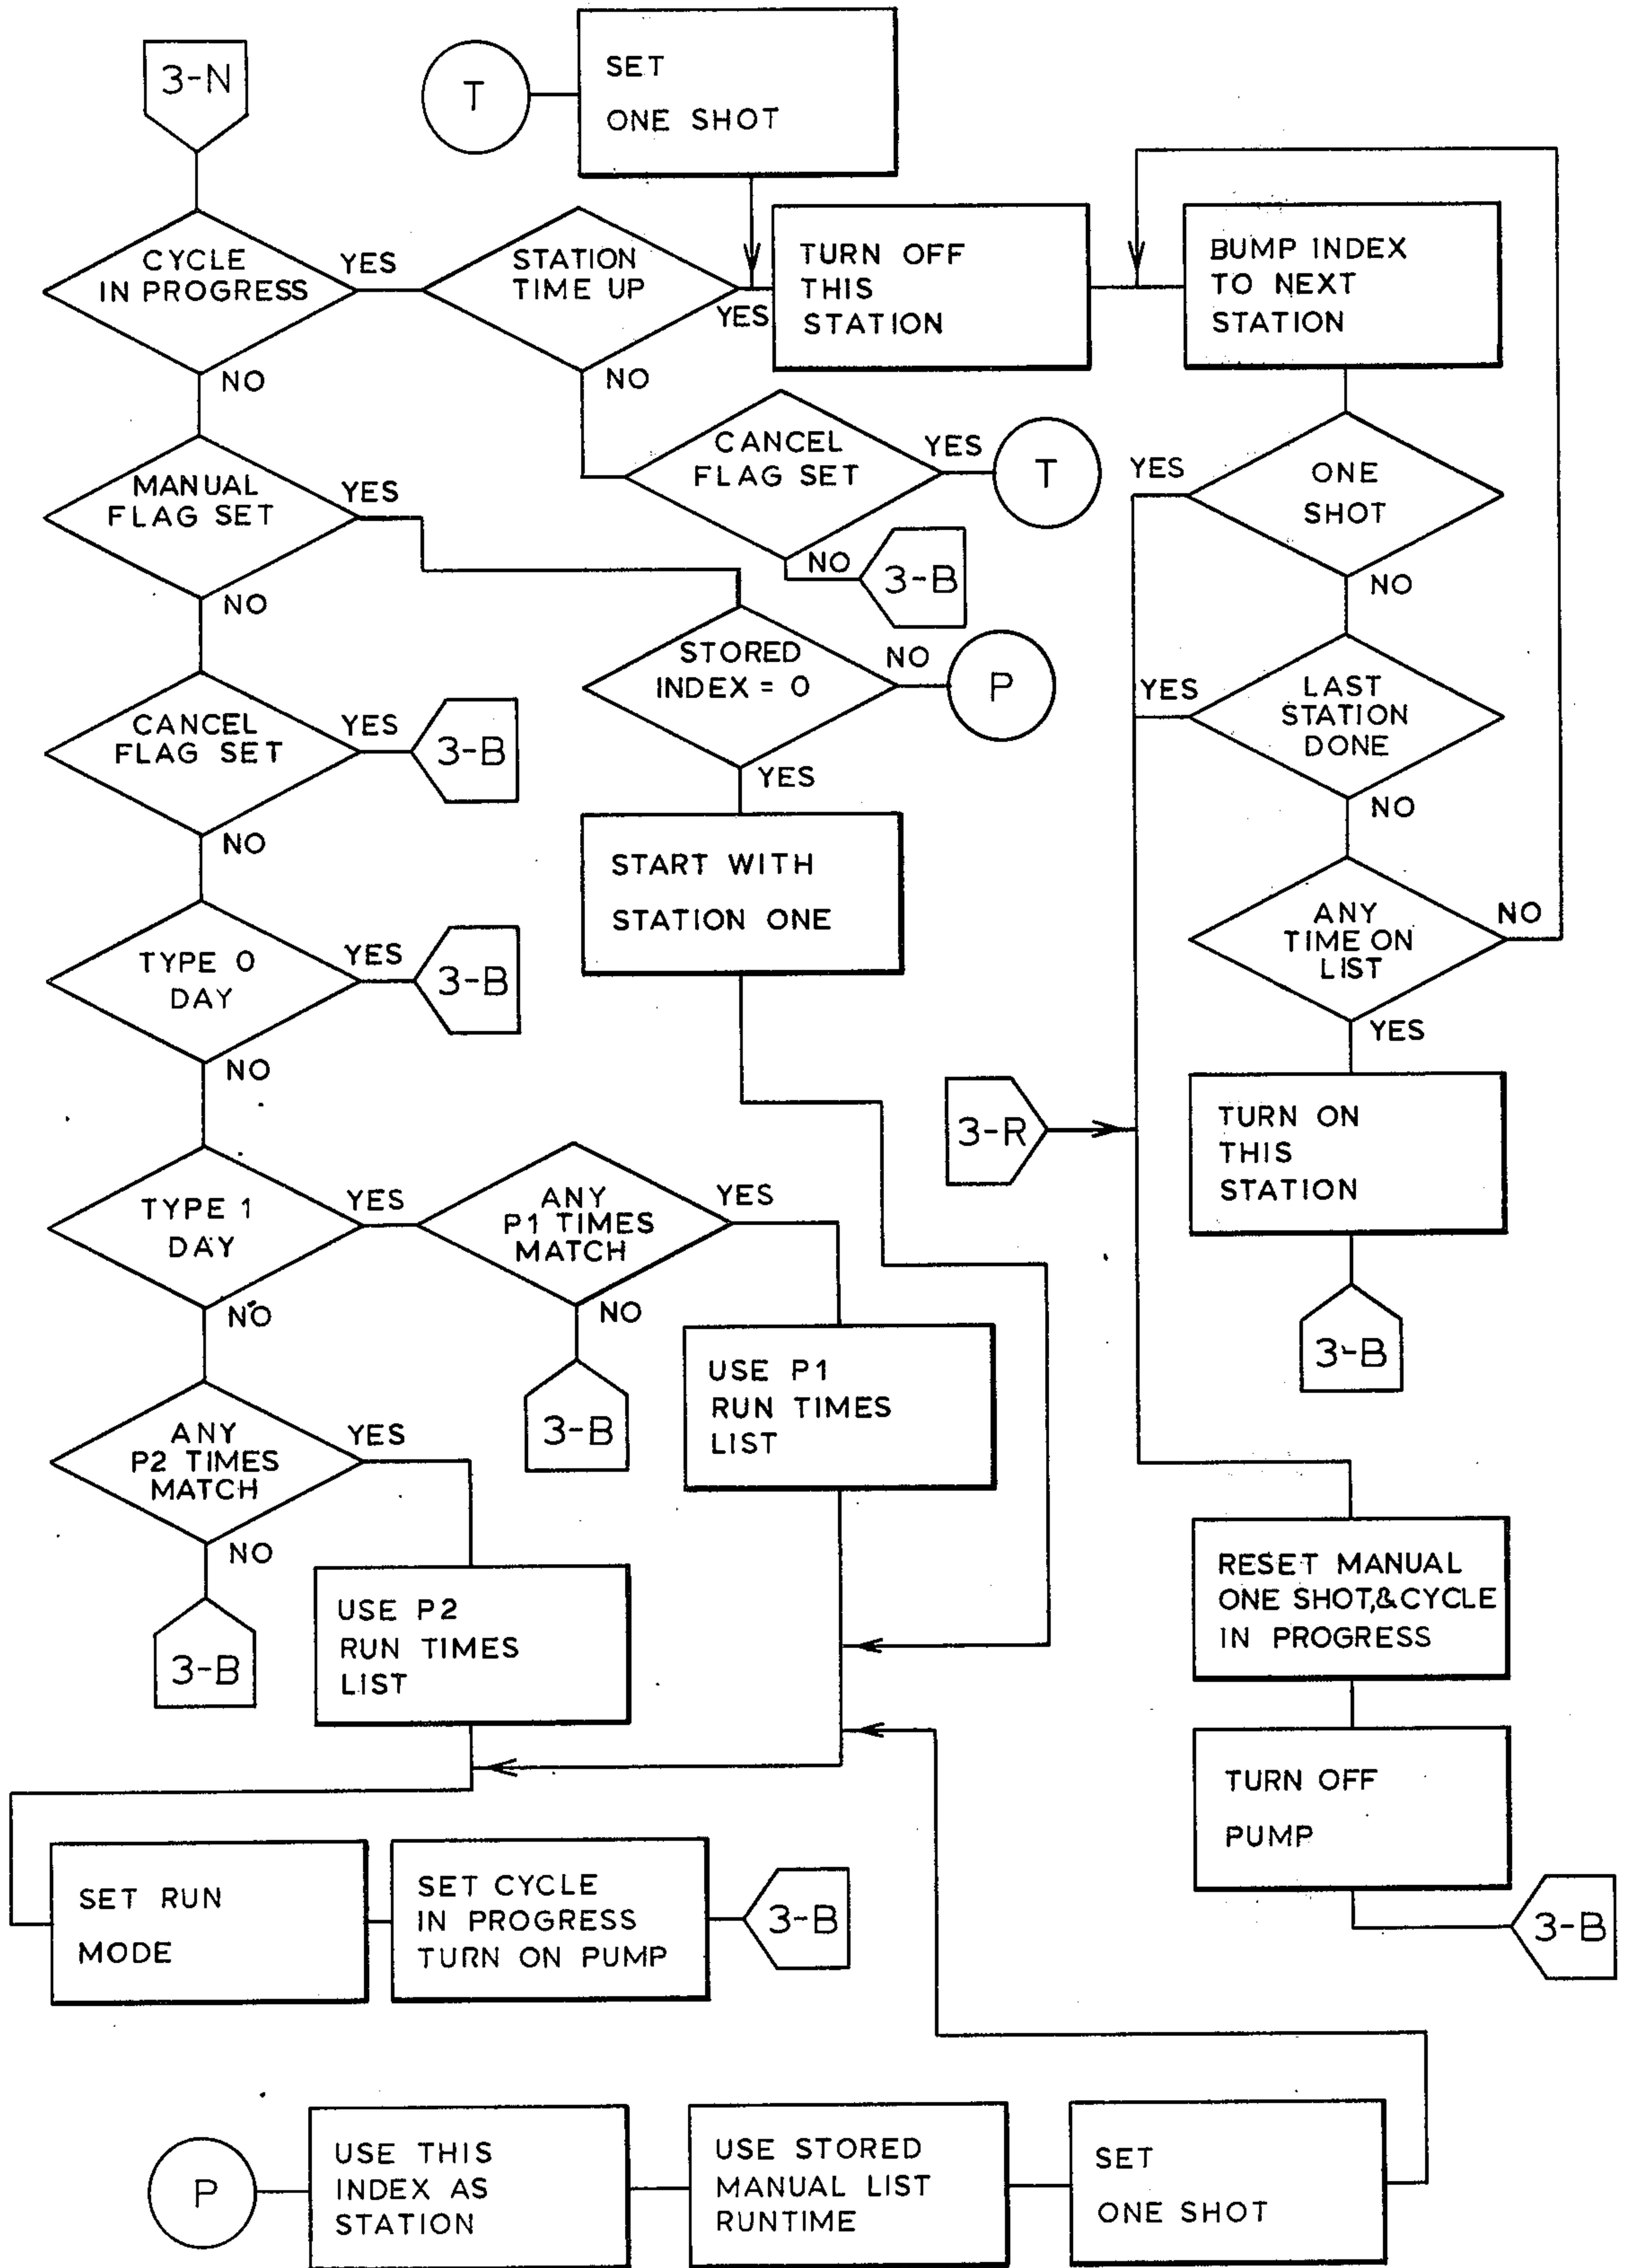 3-N
T
SET
ONE SHOT
CYCLE
IN PROGRESS
YES
NO
STATION
TIME UP
YES
NO
TURN OFF
THIS
STATION
BUMP INDEX
TO NEXT
STATION
MANUAL
FLAG SET
YES
NO
CANCEL
FLAG SET
YES
T
NO
3-B
ONE
SHOT
YES
NO
STORED
INDEX = 0
NO
P
YES
LAST
STATION
DONE
YES
NO
CANCEL
FLAG SET
YES
3-B
NO
START WITH
STATION ONE
ANY
TIME ON
LIST
NO
YES
TYPE 0
DAY
YES
3-B
NO
3-R
TURN ON
THIS
STATION
3-B
TYPE 1
DAY
YES
NO
ANY
P1 TIMES
MATCH
YES
NO
3-B
USE P1
RUN TIMES
LIST
ANY
P2 TIMES
MATCH
YES
NO
3-B
USE P2
RUN TIMES
LIST
RESET MANUAL
ONE SHOT,&CYCLE
IN PROGRESS
TURN OFF
PUMP
3-B
SET RUN
MODE
SET CYCLE
IN PROGRESS
TURN ON PUMP
3-B
P
USE THIS
INDEX AS
STATION
USE STORED
MANUAL LIST
RUNTIME
SET
ONE SHOT